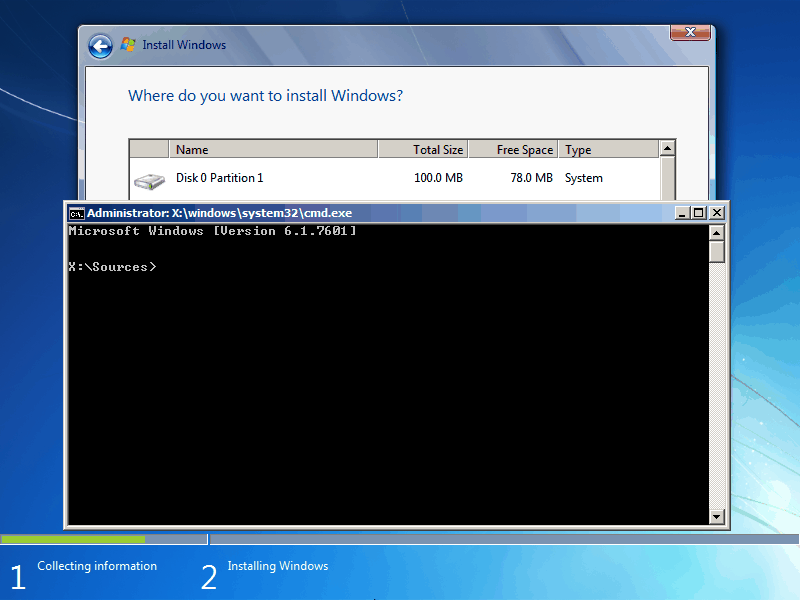 Install Windows
Where do you want to install Windows?
Name Total Size Free Space Type
Disk 0 Partition 1 100.0 MB 78.0 MB System
Administrator: X:\windows\system32\cmd.exe
Microsoft Windows [Version 6.1.7601]
X:\Sources>
1 Collecting information 2 Installing Windows